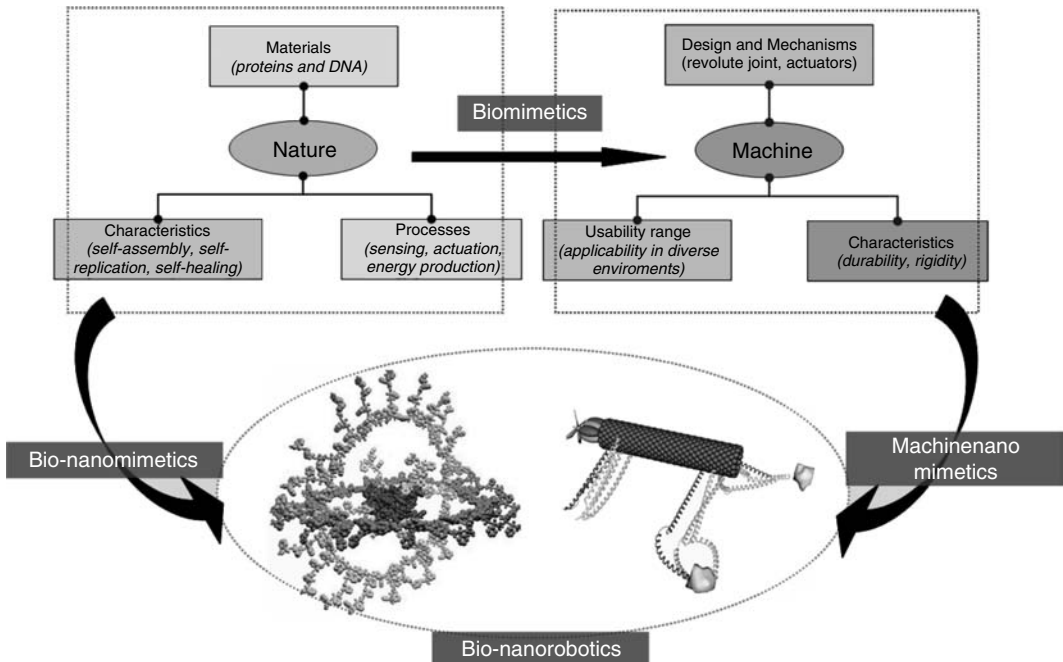 Materials
(proteins and DNA)
Nature
Characteristics
(self-assembly, self-
replication, self-healing)
Processes
(sensing, actuation,
energy production)
Biomimetics
Design and Mechanisms
(revolute joint, actuators)
Machine
Usability range
(applicability in diverse
enviroments)
Characteristics
(durability, rigidity)
Bio-nanomimetics
Machinenano
mimetics
Bio-nanorobotics